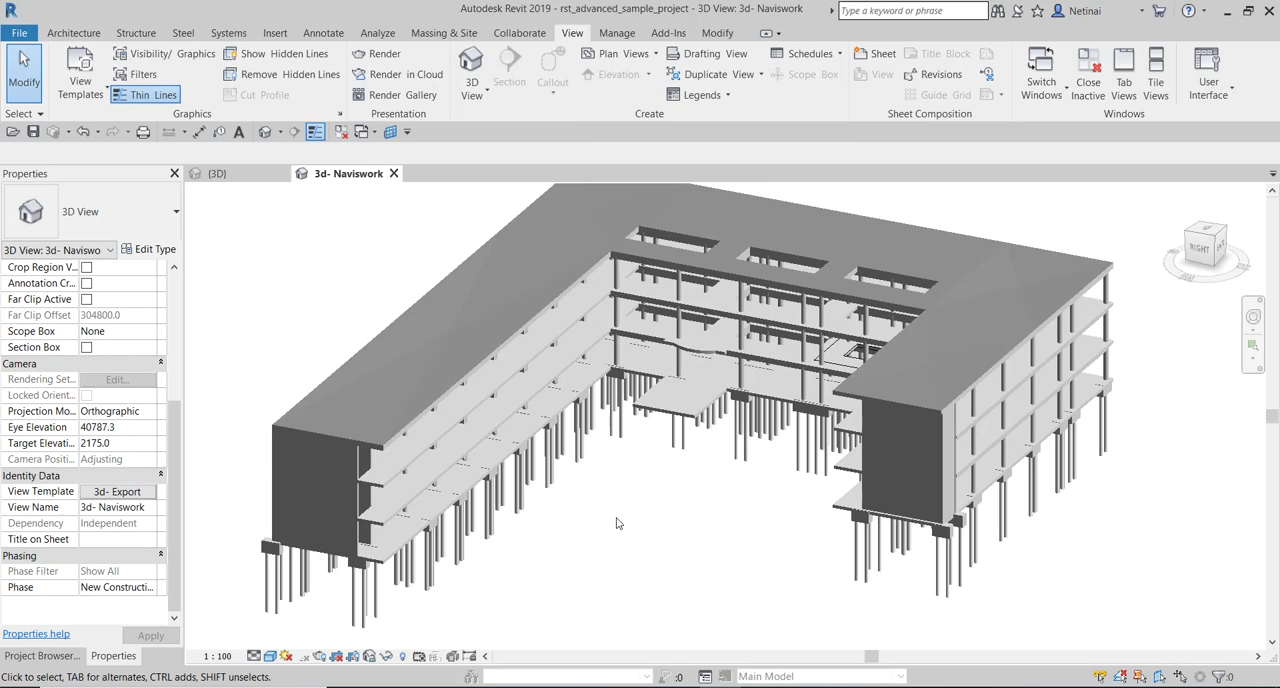 Autodesk Revit 2019 - rst_advanced_sample_project - 3D View: 3d- Naviswork
Type a keyword or phrase
Netinai
File Architecture Structure Steel Systems Insert Annotate Analyze Massing & Site Collaborate View Manage Add-Ins Modify
Modify
View Templates
Visibility/ Graphics
Filters
Thin Lines
Show Hidden Lines
Remove Hidden Lines
Cut Profile
Render
Render in Cloud
Render Gallery
3D View
Section
Callout
Plan Views
Elevation
Drafting View
Duplicate View
Legends
Schedules
Scope Box
Sheet
View
Title Block
Revisions
Guide Grid
Switch Windows
Close Inactive
Tab Views
Tile Views
User Interface
Select Graphics Presentation Create Sheet Composition Windows
Properties
{3D}
3d- Naviswork
3D View
3D View: 3d- Naviswo
Edit Type
Crop Region V...
Annotation Cr...
Far Clip Active
Far Clip Offset 304800.0
Scope Box None
Section Box
Camera
Rendering Set... Edit...
Locked Orient...
Projection Mo... Orthographic
Eye Elevation 40787.3
Target Elevati... 2175.0
Camera Positi... Adjusting
Identity Data
View Template 3d- Export
View Name 3d- Naviswork
Dependency Independent
Title on Sheet
Phasing
Phase Filter Show All
Phase New Constructi...
Properties help
Apply
Project Browser... Properties
1 : 100
Click to select, TAB for alternates, CTRL adds, SHIFT unselects.
:0
Main Model
:0
RIGHT